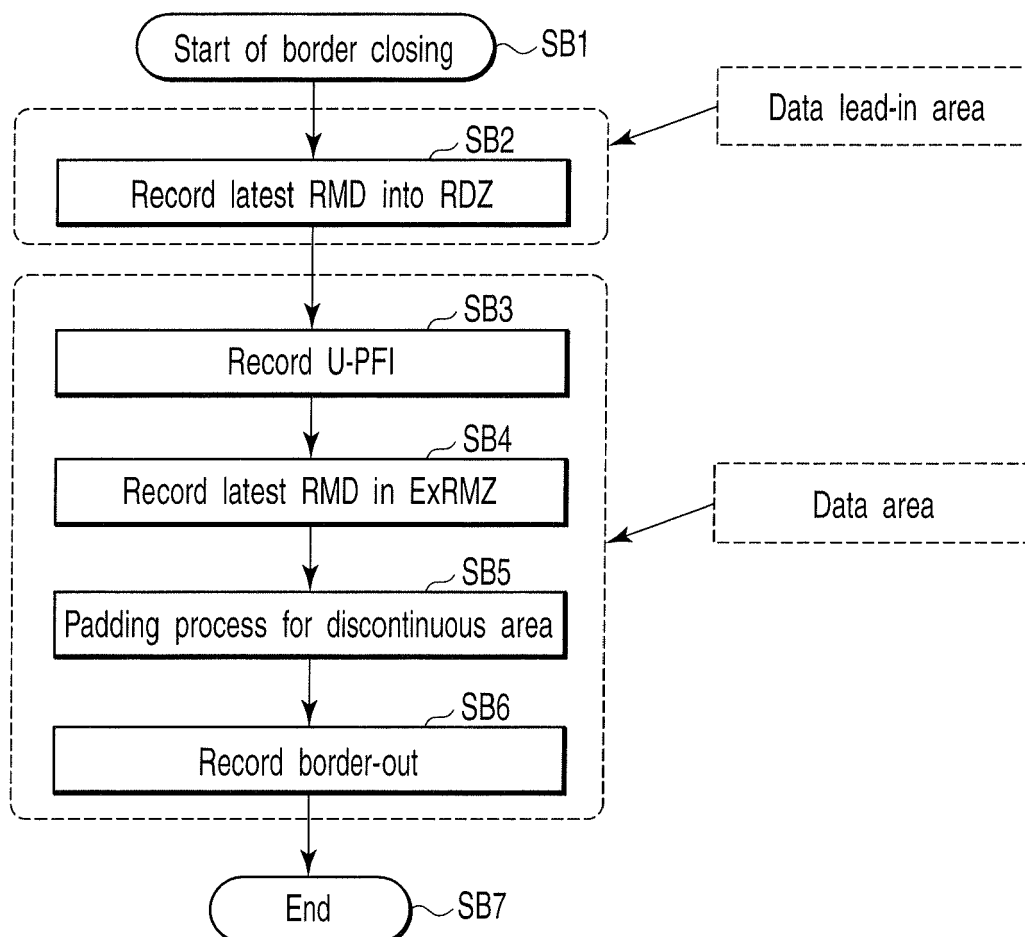 Start of border closing
SB1
Data lead-in area
SB2
Record latest RMD into RDZ
SB3
Record U-PFI
SB4
Record latest RMD in ExRMZ
Data area
SB5
Padding process for discontinuous area
SB6
Record border-out
End
SB7